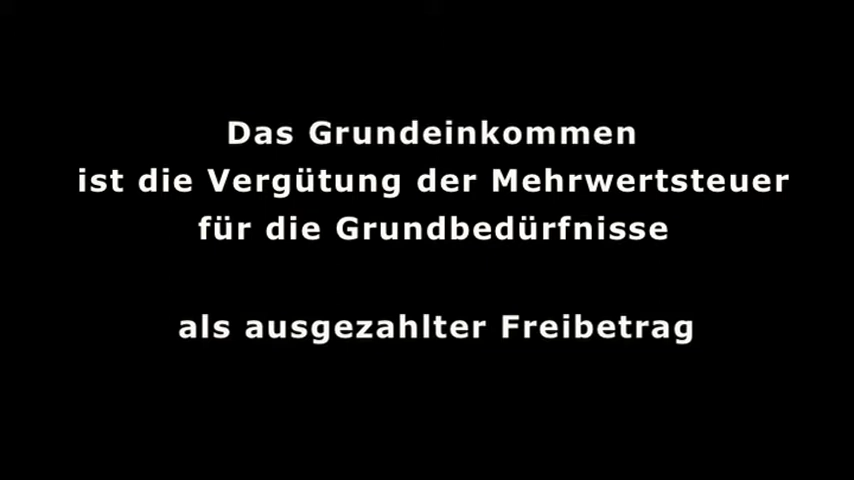 Das Grundeinkommen
ist die Vergütung der Mehrwertsteuer
für die Grundbedürfnisse
als ausgezahlter Freibetrag